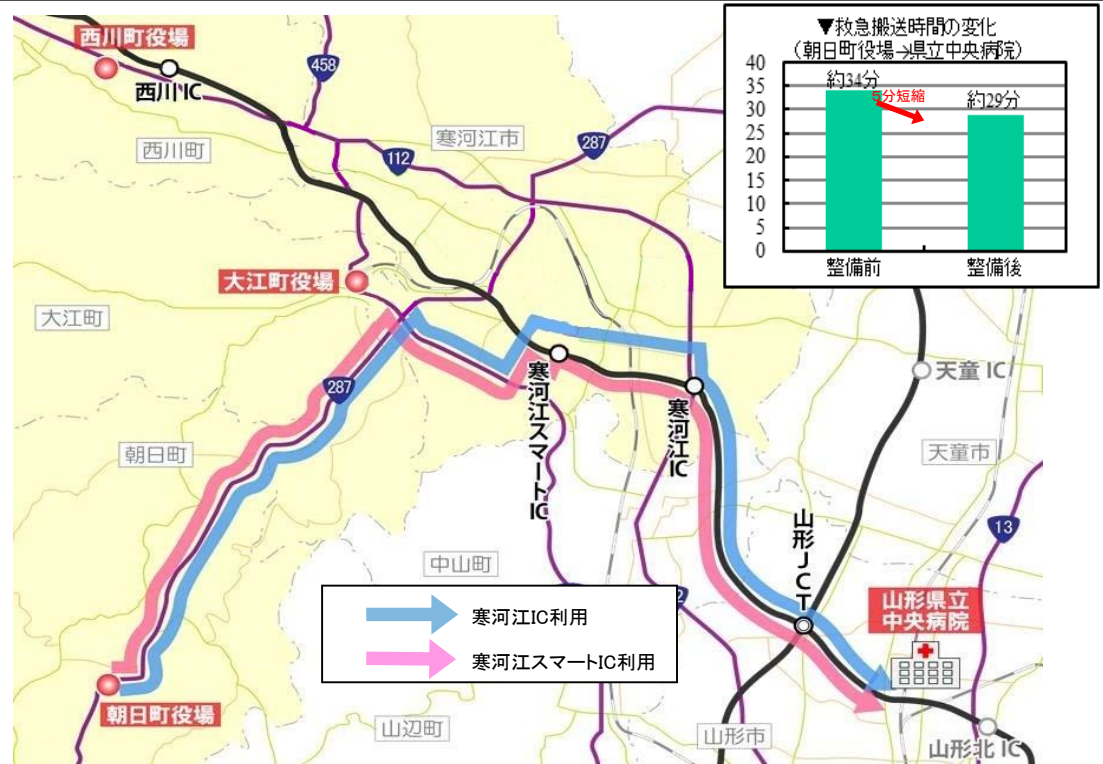 西川町役場
西川IC
458
西川町
寒河江市
112
287
大江町役場
大江町
287
朝日町
寒河江スマートIC
寒河江IC
天童IC
天童市
13
中山町
山形JCT
山形県立
中央病院
朝日町役場
山辺町
山形市
山形北IC
寒河江IC利用
寒河江スマートIC利用
▼救急搬送時間の変化
(朝日町役場→県立中央病院)
40
35
30
25
20
15
10
5
0
約34分
5分短縮
約29分
整備前
整備後